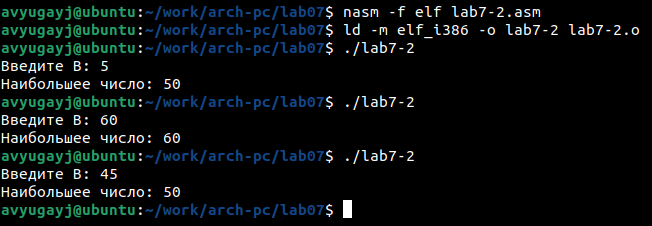 avyugayj@ubuntu:~/work/arch-pc/lab07$ nasm -f elf lab7-2.asm
avyugayj@ubuntu:~/work/arch-pc/lab07$ ld -m elf_i386 -o lab7-2 lab7-2.o
avyugayj@ubuntu:~/work/arch-pc/lab07$ ./lab7-2
Введите B: 5
Наибольшее число: 50
avyugayj@ubuntu:~/work/arch-pc/lab07$ ./lab7-2
Введите B: 60
Наибольшее число: 60
avyugayj@ubuntu:~/work/arch-pc/lab07$ ./lab7-2
Введите B: 45
Наибольшее число: 50
avyugayj@ubuntu:~/work/arch-pc/lab07$